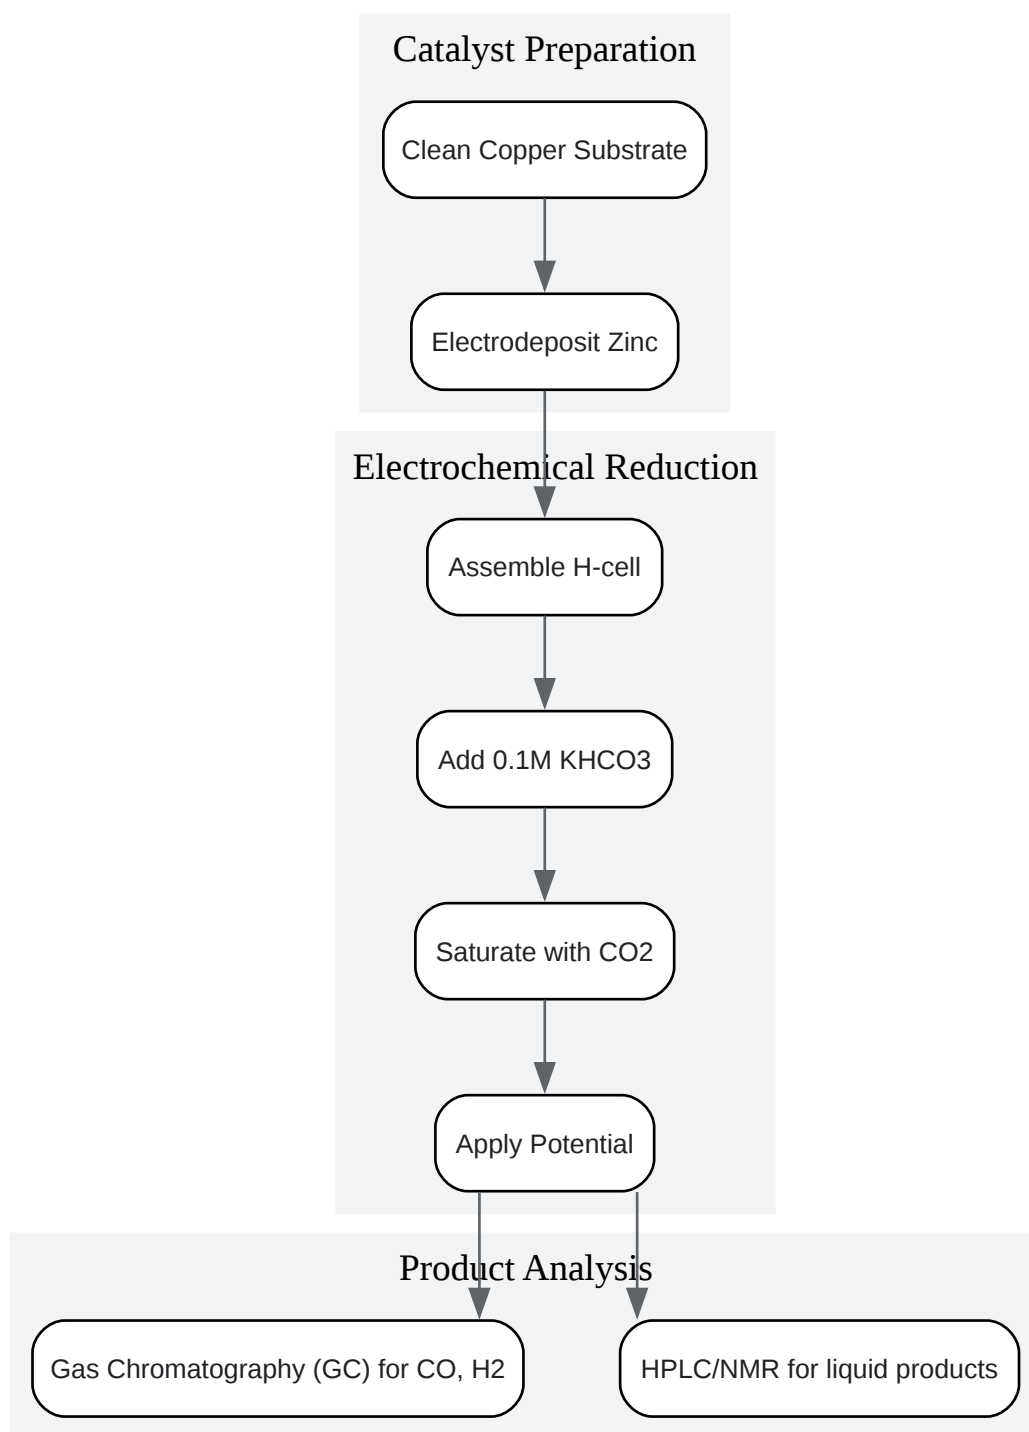 Catalyst Preparation
Clean Copper Substrate
Electrodeposit Zinc
Electrochemical Reduction
Assemble H-cell
Add 0.1M KHCO3
Saturate with CO2
Apply Potential
Product Analysis
Gas Chromatography (GC) for CO, H2
HPLC/NMR for liquid products